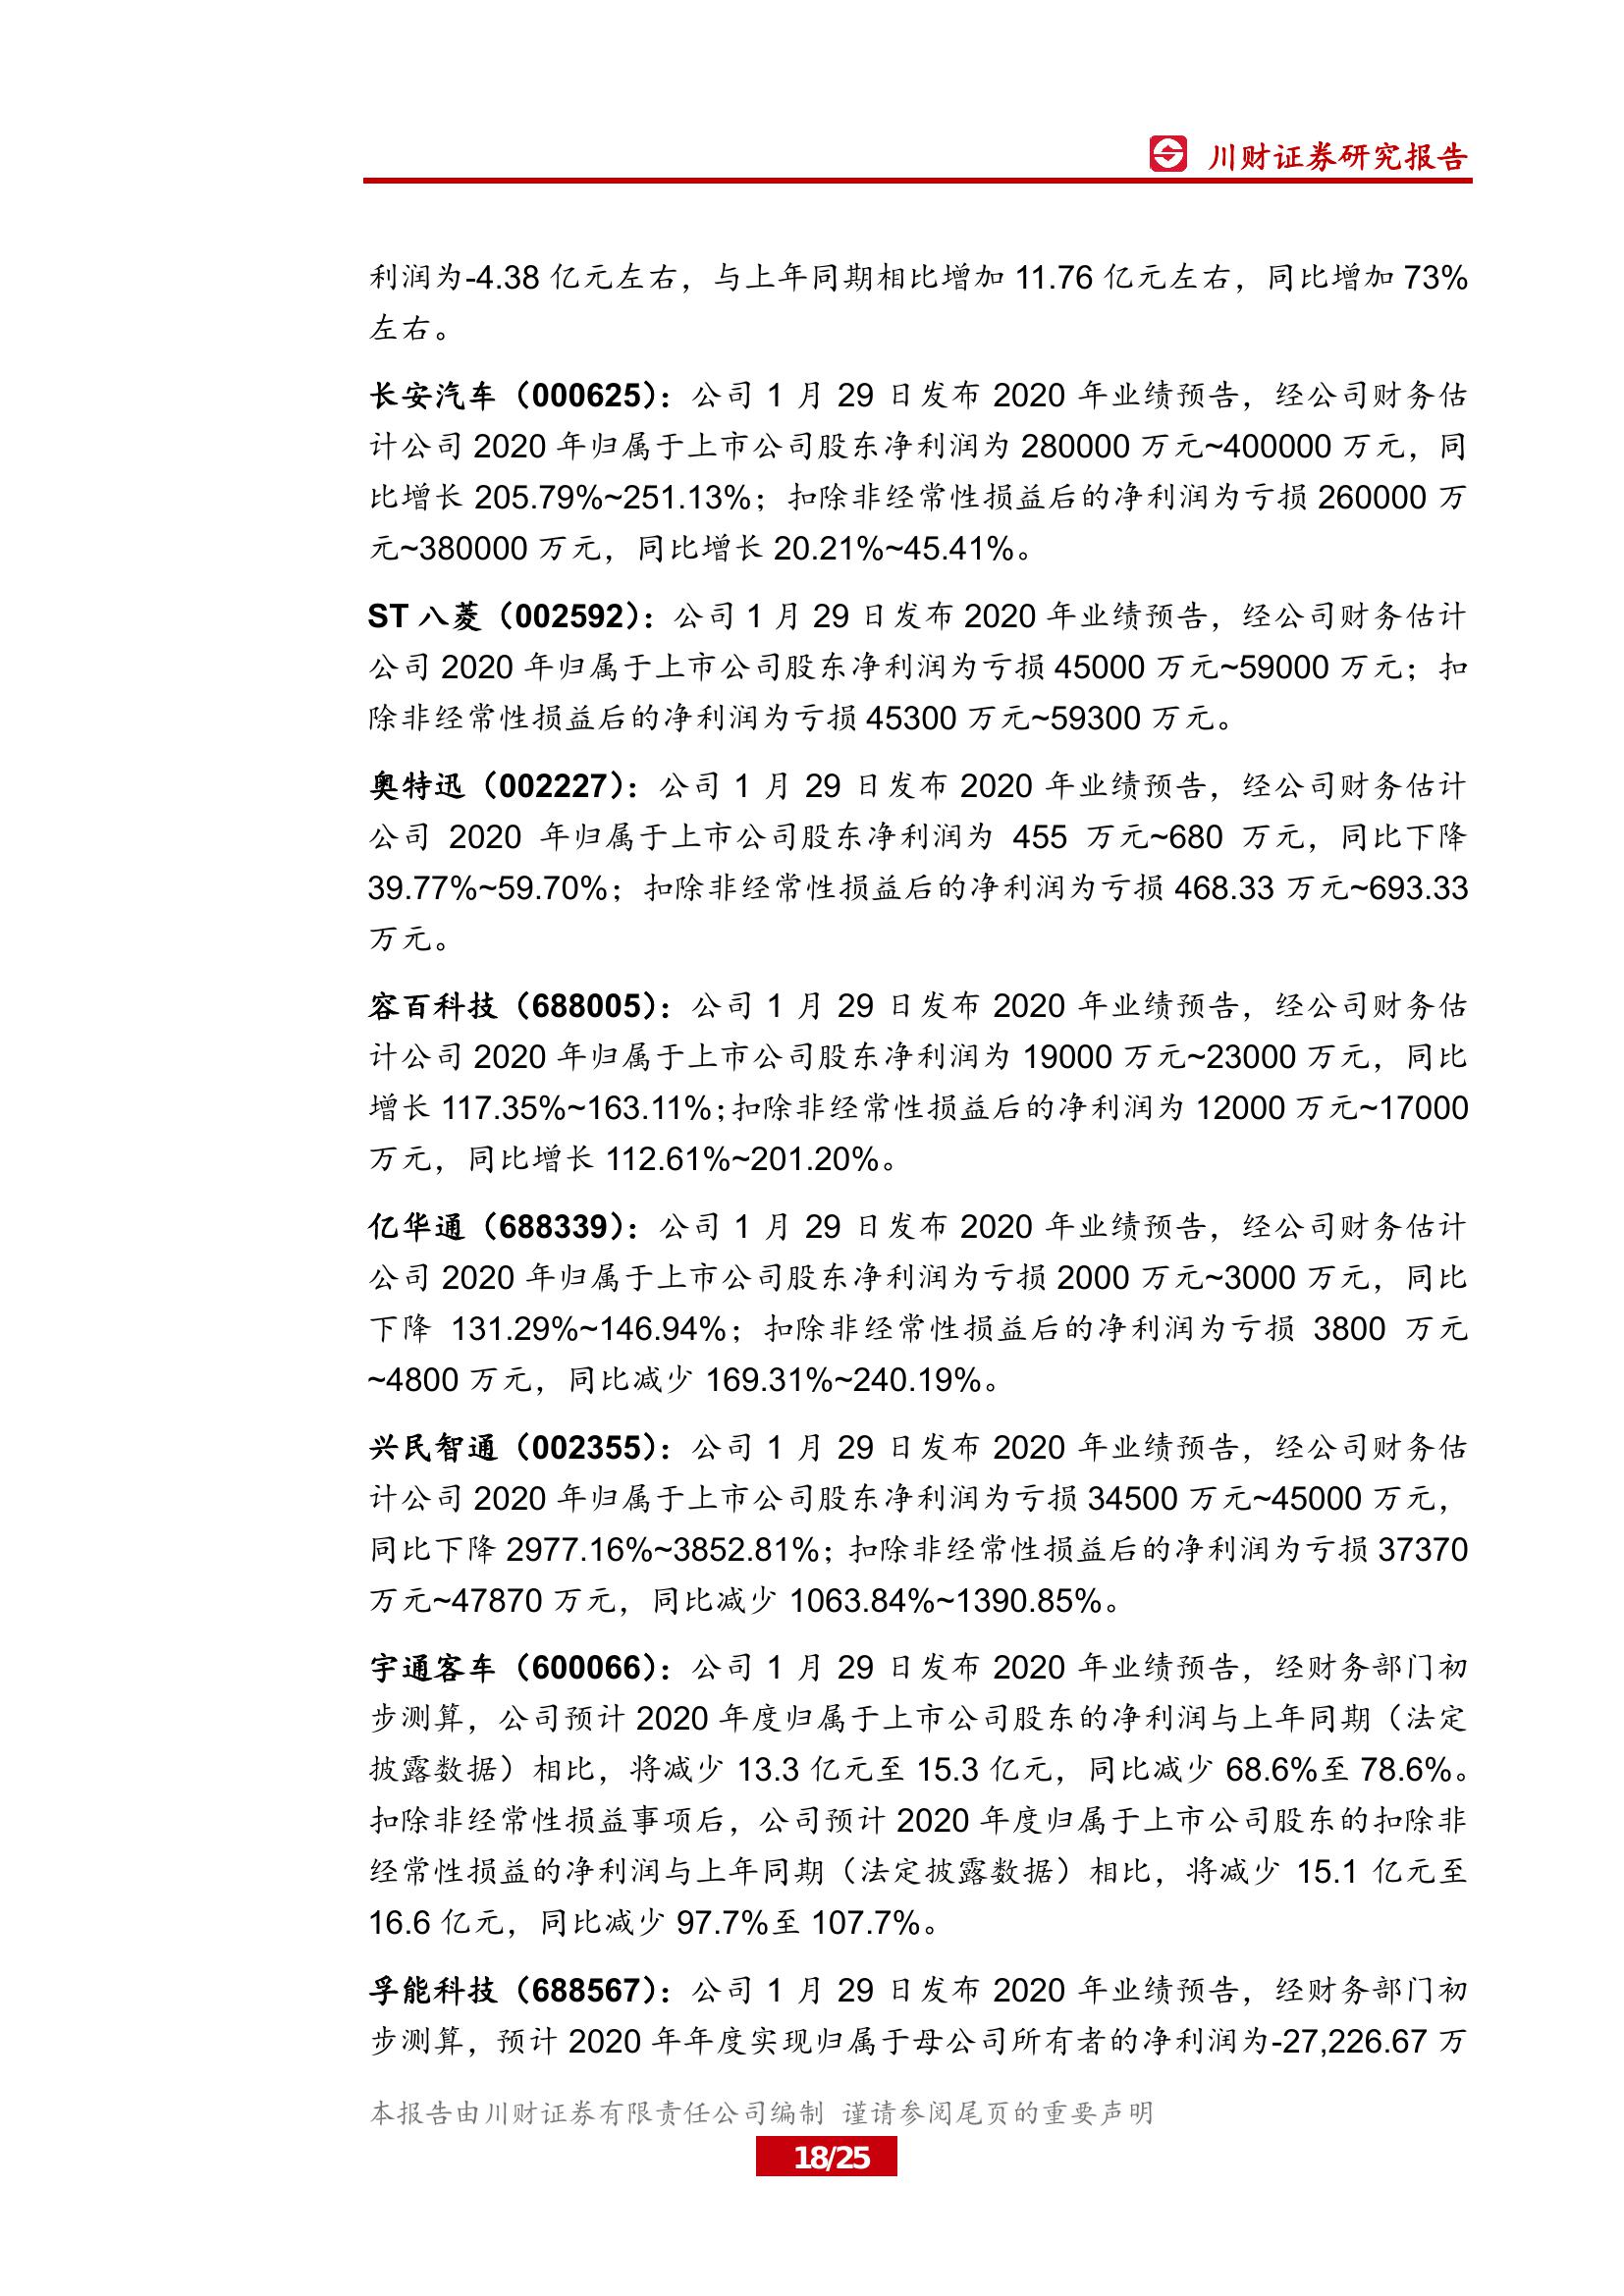 川财证券研究报告
利润为-4.38 亿元左右，与上年同期相比增加 11.76 亿元左右，同比增加 73%
左右。
长安汽车（000625）：公司 1 月 29 日发布 2020 年业绩预告，经公司财务估
计公司 2020 年归属于上市公司股东净利润为 280000 万元~400000 万元，同
比增长 205.79%~251.13%；扣除非经常性损益后的净利润为亏损 260000 万
元~380000 万元，同比增长 20.21%~45.41%。
ST 八菱（002592）：公司 1 月 29 日发布 2020 年业绩预告，经公司财务估计
公司 2020 年归属于上市公司股东净利润为亏损 45000 万元~59000 万元；扣
除非经常性损益后的净利润为亏损 45300 万元~59300 万元。
奥特迅（002227）：公司 1 月 29 日发布 2020 年业绩预告，经公司财务估计
公司 2020 年归属于上市公司股东净利润为 455 万元~680 万元，同比下降
39.77%~59.70%；扣除非经常性损益后的净利润为亏损 468.33 万元~693.33
万元。
容百科技（688005）：公司 1 月 29 日发布 2020 年业绩预告，经公司财务估
计公司 2020 年归属于上市公司股东净利润为 19000 万元~23000 万元，同比
增长 117.35%~163.11%;扣除非经常性损益后的净利润为 12000 万元~17000
万元，同比增长 112.61%~201.20%。
亿华通（688339）：公司 1 月 29 日发布 2020 年业绩预告，经公司财务估计
公司 2020 年归属于上市公司股东净利润为亏损 2000 万元~3000 万元，同比
下降 131.29%~146.94%；扣除非经常性损益后的净利润为亏损 3800 万元
~4800 万元，同比减少 169.31%~240.19%。
兴民智通（002355）：公司 1 月 29 日发布 2020 年业绩预告，经公司财务估
计公司 2020 年归属于上市公司股东净利润为亏损 34500 万元~45000 万元，
同比下降 2977.16%~3852.81%；扣除非经常性损益后的净利润为亏损 37370
万元~47870 万元，同比减少 1063.84%~1390.85%。
宇通客车（600066）：公司 1 月 29 日发布 2020 年业绩预告，经财务部门初
步测算，公司预计 2020 年度归属于上市公司股东的净利润与上年同期（法定
披露数据）相比，将减少 13.3 亿元至 15.3 亿元，同比减少 68.6%至 78.6%。
扣除非经常性损益事项后，公司预计 2020 年度归属于上市公司股东的扣除非
经常性损益的净利润与上年同期（法定披露数据）相比，将减少 15.1 亿元至
16.6 亿元，同比减少 97.7%至 107.7%。
孚能科技（688567）：公司 1 月 29 日发布 2020 年业绩预告，经财务部门初
步测算，预计 2020 年年度实现归属于母公司所有者的净利润为-27,226.67 万
本报告由川财证券有限责任公司编制 谨请参阅尾页的重要声明
18/25